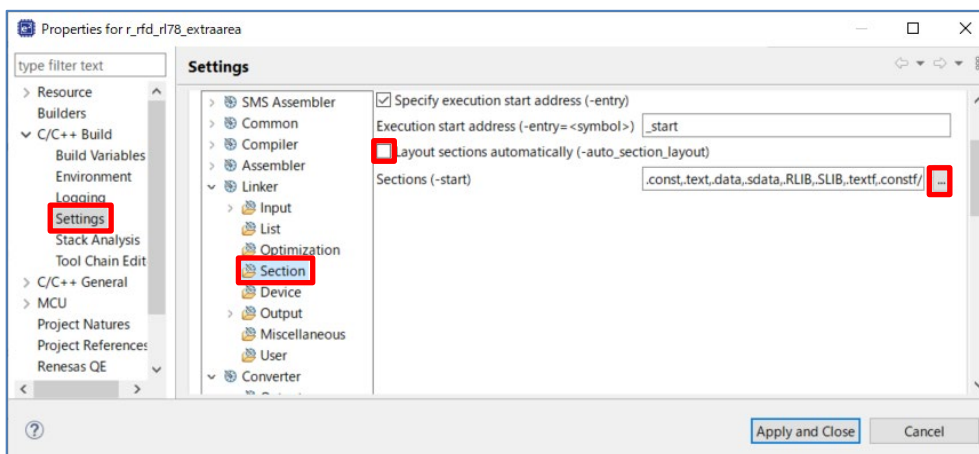 Properties for r_rfd_rl78_extraarea
type filter text
Resource
Builders
C/C++ Build
Build Variables
Environment
Logging
Settings
Stack Analysis
Tool Chain Edit
C/C++ General
MCU
Project Natures
Project References
Renesas QE
Settings
SMS Assembler
Common
Compiler
Assembler
Linker
Input
List
Optimization
Section
Device
Output
Miscellaneous
User
Converter
Specify execution start address (-entry)
Execution start address (-entry=<symbol>) _start
Layout sections automatically (-auto_section_layout)
Sections (-start) .const,.text,.data,.sdata,.RLIB,.SLIB,.textf,.constf/ ...
Apply and Close Cancel